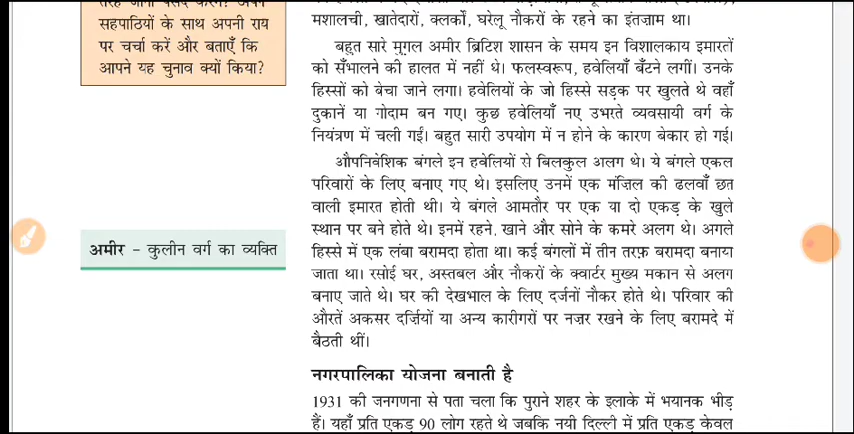 सहपाठियों के साथ अपनी राय
पर चर्चा करें और बताएँ कि
आपने यह चुनाव क्यों किया?
अमीर – कुलीन वर्ग का व्यक्ति
मशालची, खातेदारों, क्लर्कों, घरेलू नौकरों के रहने का इंतज़ाम था।
बहुत सारे मुग़ल अमीर ब्रिटिश शासन के समय इन विशालकाय इमारतों
को सँभालने की हालत में नहीं थे। फलस्वरूप, हवेलियाँ बँटने लगीं। उनके
हिस्सों को बेचा जाने लगा। हवेलियों के जो हिस्से सड़क पर खुलते थे वहाँ
दुकानें या गोदाम बन गए। कुछ हवेलियाँ नए उभरते व्यवसायी वर्ग के
नियंत्रण में चली गईं। बहुत सारी उपयोग में न होने के कारण बेकार हो गईं।
औपनिवेशिक बंगले इन हवेलियों से बिलकुल अलग थे। ये बंगले एकल
परिवारों के लिए बनाए गए थे। इसलिए उनमें एक मंज़िल की ढलवाँ छत
वाली इमारत होती थी। ये बंगले आमतौर पर एक या दो एकड़ के खुले
स्थान पर बने होते थे। इनमें रहने, खाने और सोने के कमरे अलग थे। अगले
हिस्से में एक लंबा बरामदा होता था। कई बंगलों में तीन तरफ़ बरामदा बनाया
जाता था। रसोई घर, अस्तबल और नौकरों के क्वार्टर मुख्य मकान से अलग
बनाए जाते थे। घर की देखभाल के लिए दर्जनों नौकर होते थे। परिवार की
औरतें अकसर दर्ज़ियों या अन्य कारीगरों पर नज़र रखने के लिए बरामदे में
बैठती थीं।
नगरपालिका योजना बनाती है
1931 की जनगणना से पता चला कि पुराने शहर के इलाके में भयानक भीड़
हैं। यहाँ प्रति एकड़ 90 लोग रहते थे जबकि नयी दिल्ली में प्रति एकड़ केवल